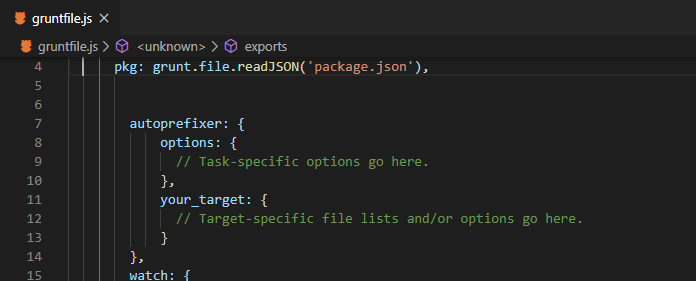 gruntfile.js ×
gruntfile.js > <unknown> > exports
4 pkg: grunt.file.readJSON('package.json'),
5
6
7 autoprefixer: {
8 options: {
9 // Task-specific options go here.
10 },
11 your_target: {
12 // Target-specific file lists and/or options go here.
13 }
14 },
15 watch: {